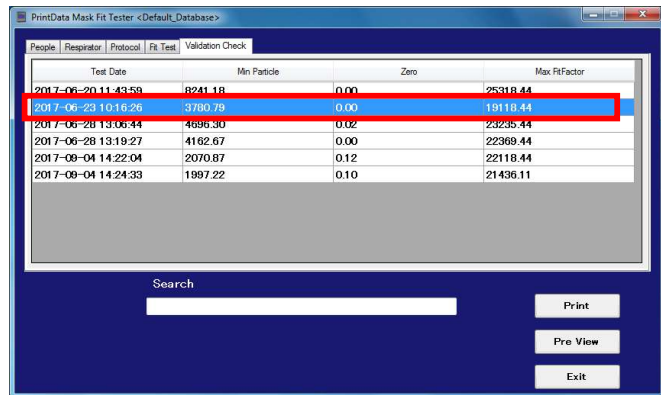 PrintData Mask Fit Tester <Default_Database>
People Respirator Protocol Fit Test Validation Check
Test Date Min Particle Zero Max FitFactor
2017-06-20 11:43:59 8241.18 0.00 25318.44
2017-06-23 10:16:26 3780.79 0.00 19118.44
2017-06-28 13:06:44 4696.30 0.02 23235.44
2017-06-28 13:19:27 4162.67 0.00 22369.44
2017-09-04 14:22:04 2070.87 0.12 22118.44
2017-09-04 14:24:33 1997.22 0.10 21436.11
Search
Print
Pre View
Exit